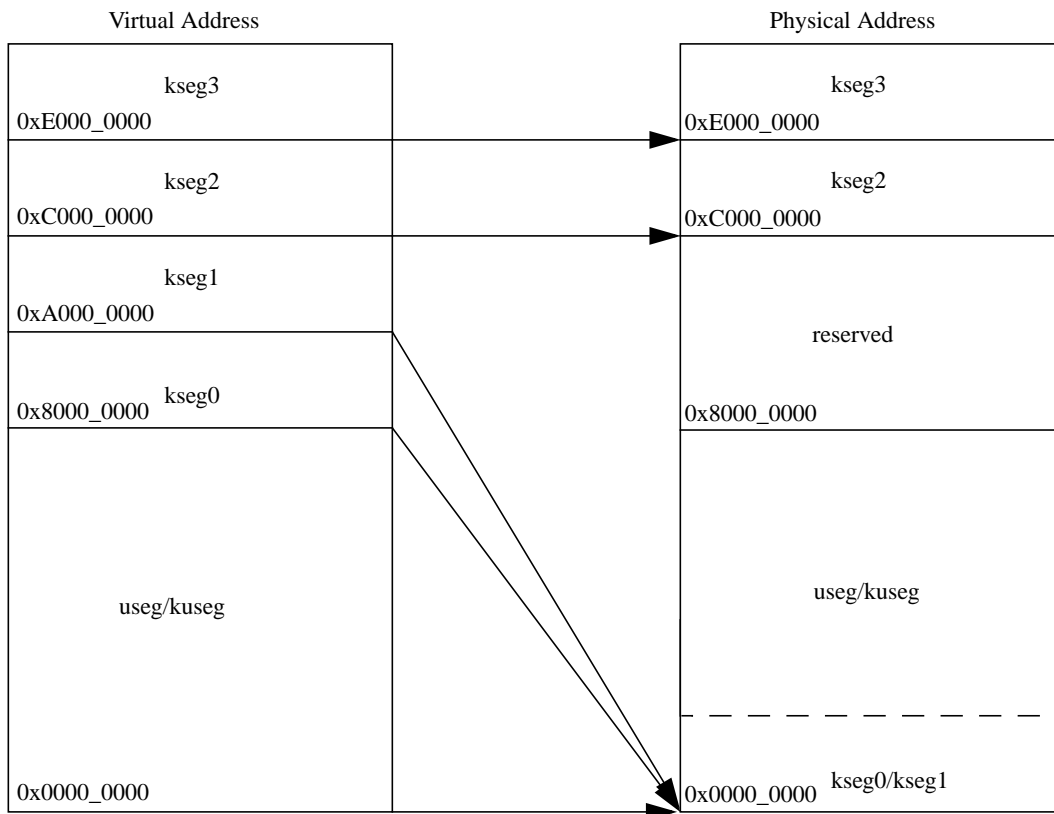 Virtual Address
Physical Address
kseg3
0xE000_0000
kseg3
0xE000_0000
kseg2
0xC000_0000
kseg2
0xC000_0000
kseg1
0xA000_0000
reserved
kseg0
0x8000_0000
0x8000_0000
useg/kuseg
useg/kuseg
0x0000_0000
kseg0/kseg1
0x0000_0000